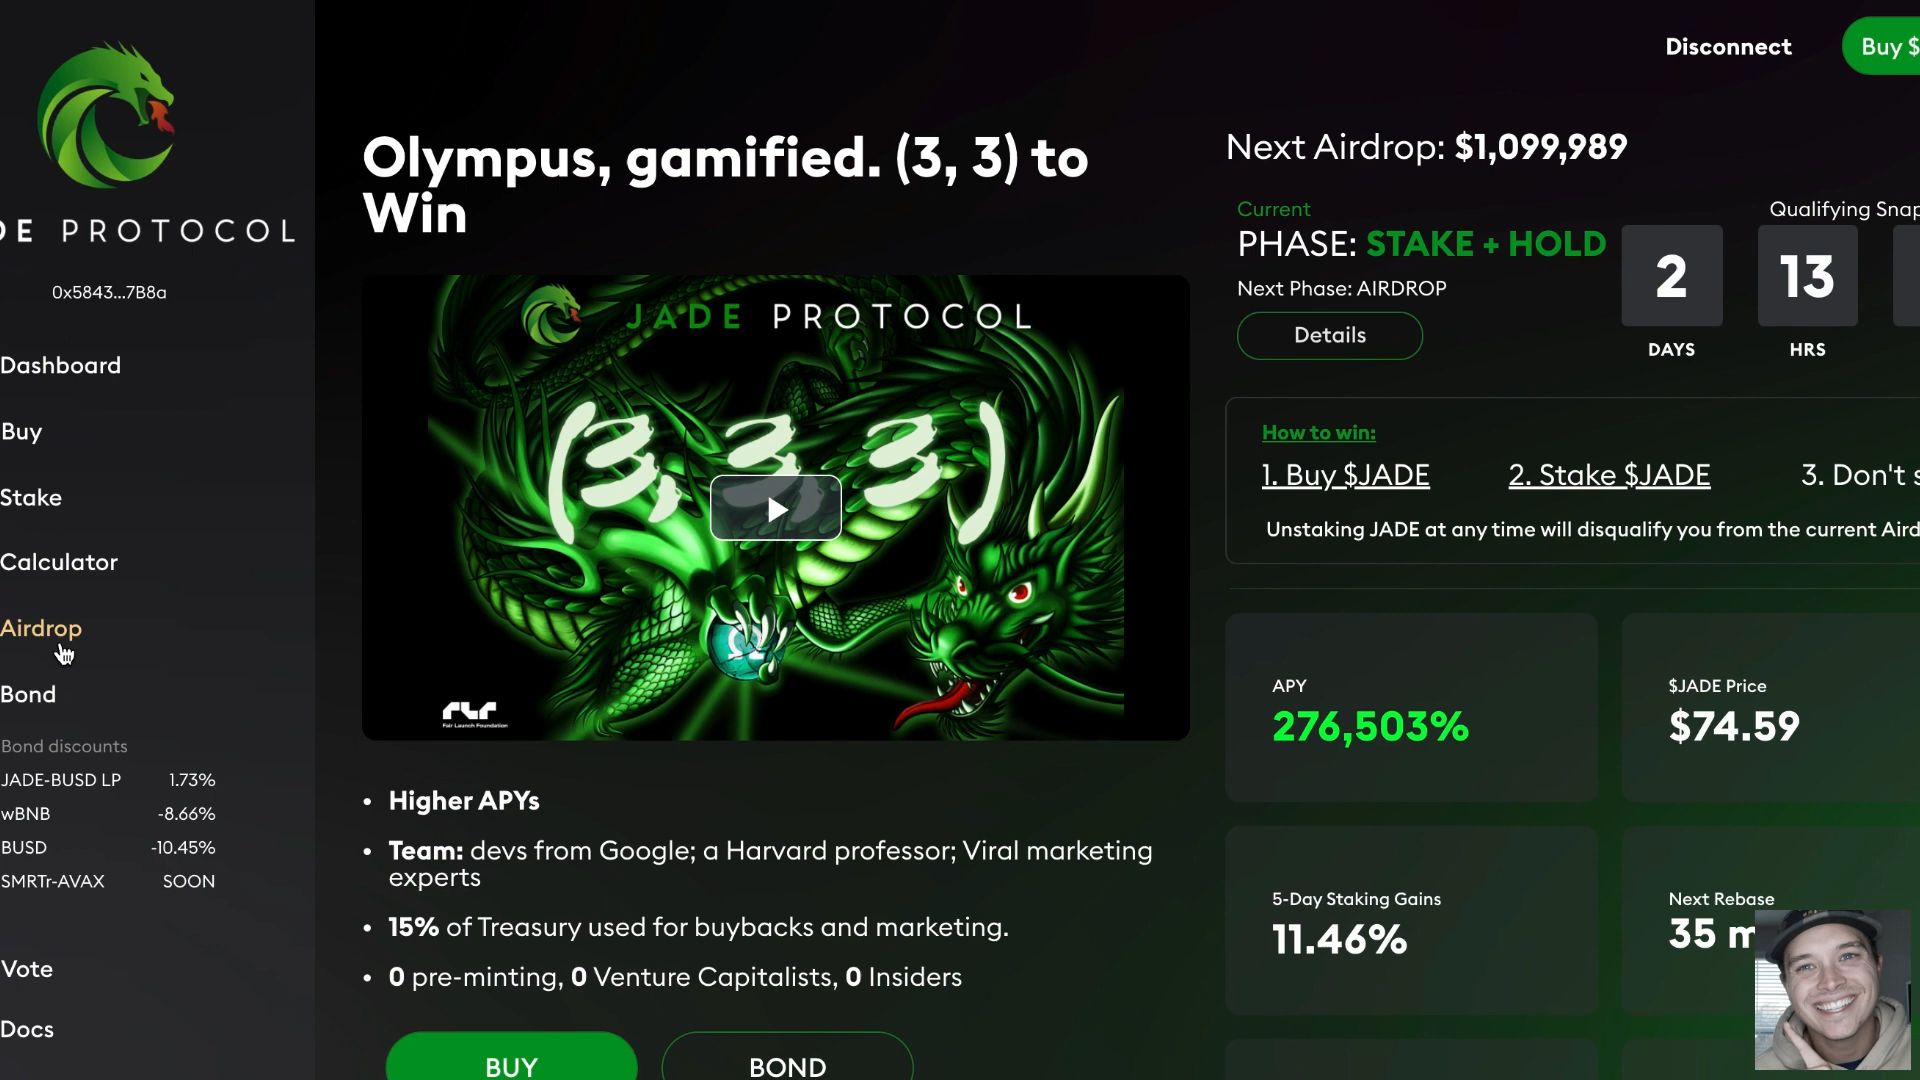 DE PROTOCOL
0x5843...7B8a
Dashboard
Buy
Stake
Calculator
Airdrop
Bond
Bond discounts
JADE-BUSD LP 1.73%
wBNB -8.66%
BUSD -10.45%
SMRTr-AVAX SOON
Vote
Docs
Disconnect
Buy $
Olympus, gamified. (3, 3) to
Win
JADE PROTOCOL
(3, 3, 3)
Fair Launch Foundation
• Higher APYs
• Team: devs from Google; a Harvard professor; Viral marketing
experts
• 15% of Treasury used for buybacks and marketing.
• 0 pre-minting, 0 Venture Capitalists, 0 Insiders
BUY
BOND
Next Airdrop: $1,099,989
Current
PHASE: STAKE + HOLD
Next Phase: AIRDROP
Details
Qualifying Snap
2
13
DAYS
HRS
How to win:
1. Buy $JADE
2. Stake $JADE
3. Don't s
Unstaking JADE at any time will disqualify you from the current Aird
APY
276,503%
$JADE Price
$74.59
5-Day Staking Gains
11.46%
Next Rebase
35 m